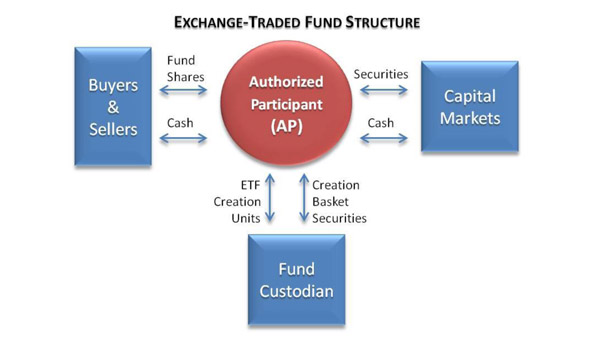 EXCHANGE-TRADED FUND STRUCTURE
Buyers
&
Sellers
Fund
Shares
Cash
Authorized
Participant
(AP)
Securities
Cash
Capital
Markets
ETF
Creation
Units
Creation
Basket
Securities
Fund
Custodian